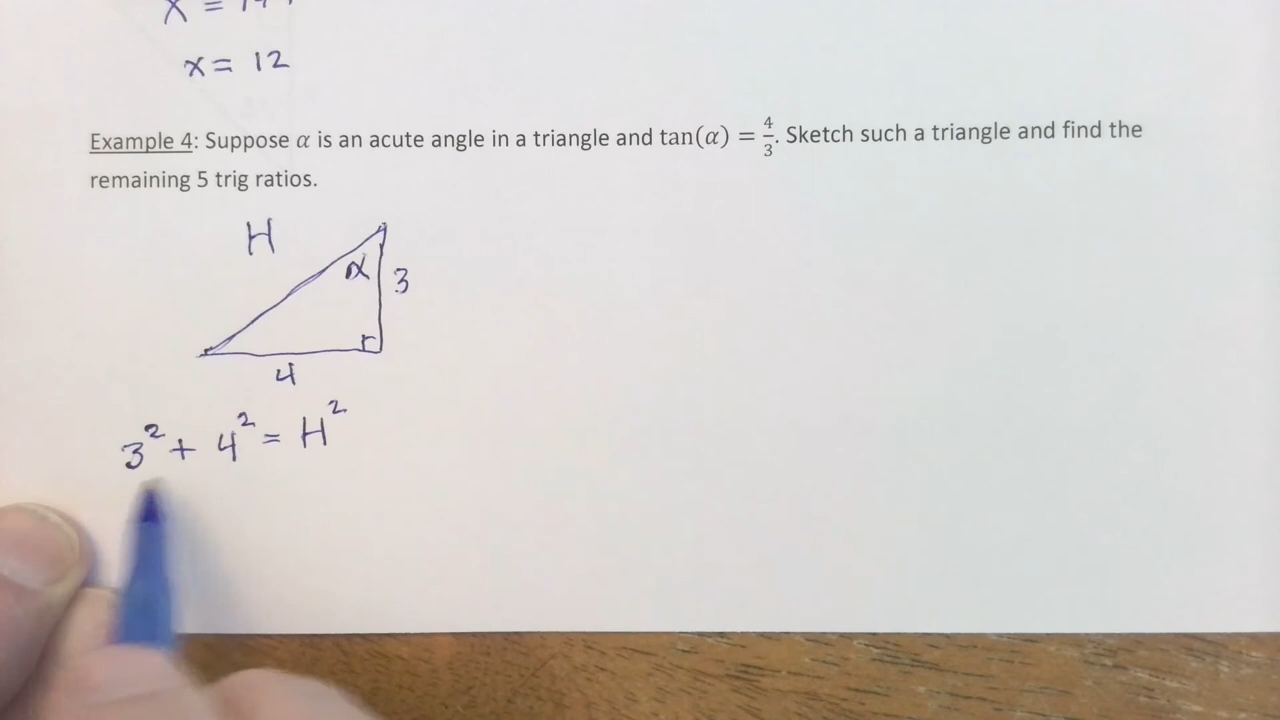 x = 14
x = 12
Example 4: Suppose α is an acute angle in a triangle and tan(α) = 4/3. Sketch such a triangle and find the
remaining 5 trig ratios.
H
α
3
4
3² + 4² = H²